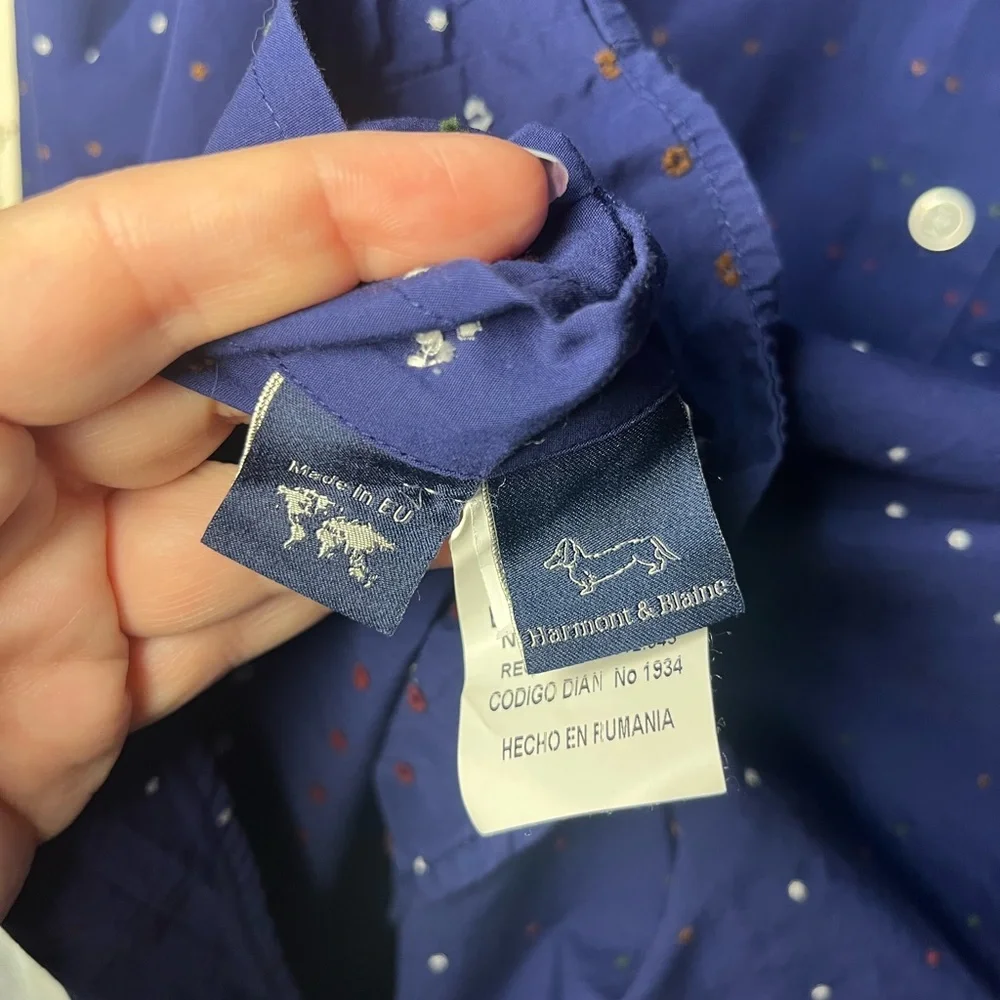 Made in EU
Harmont & Blaine
CODIGO DIAN No 1934
HECHO EN RUMANIA